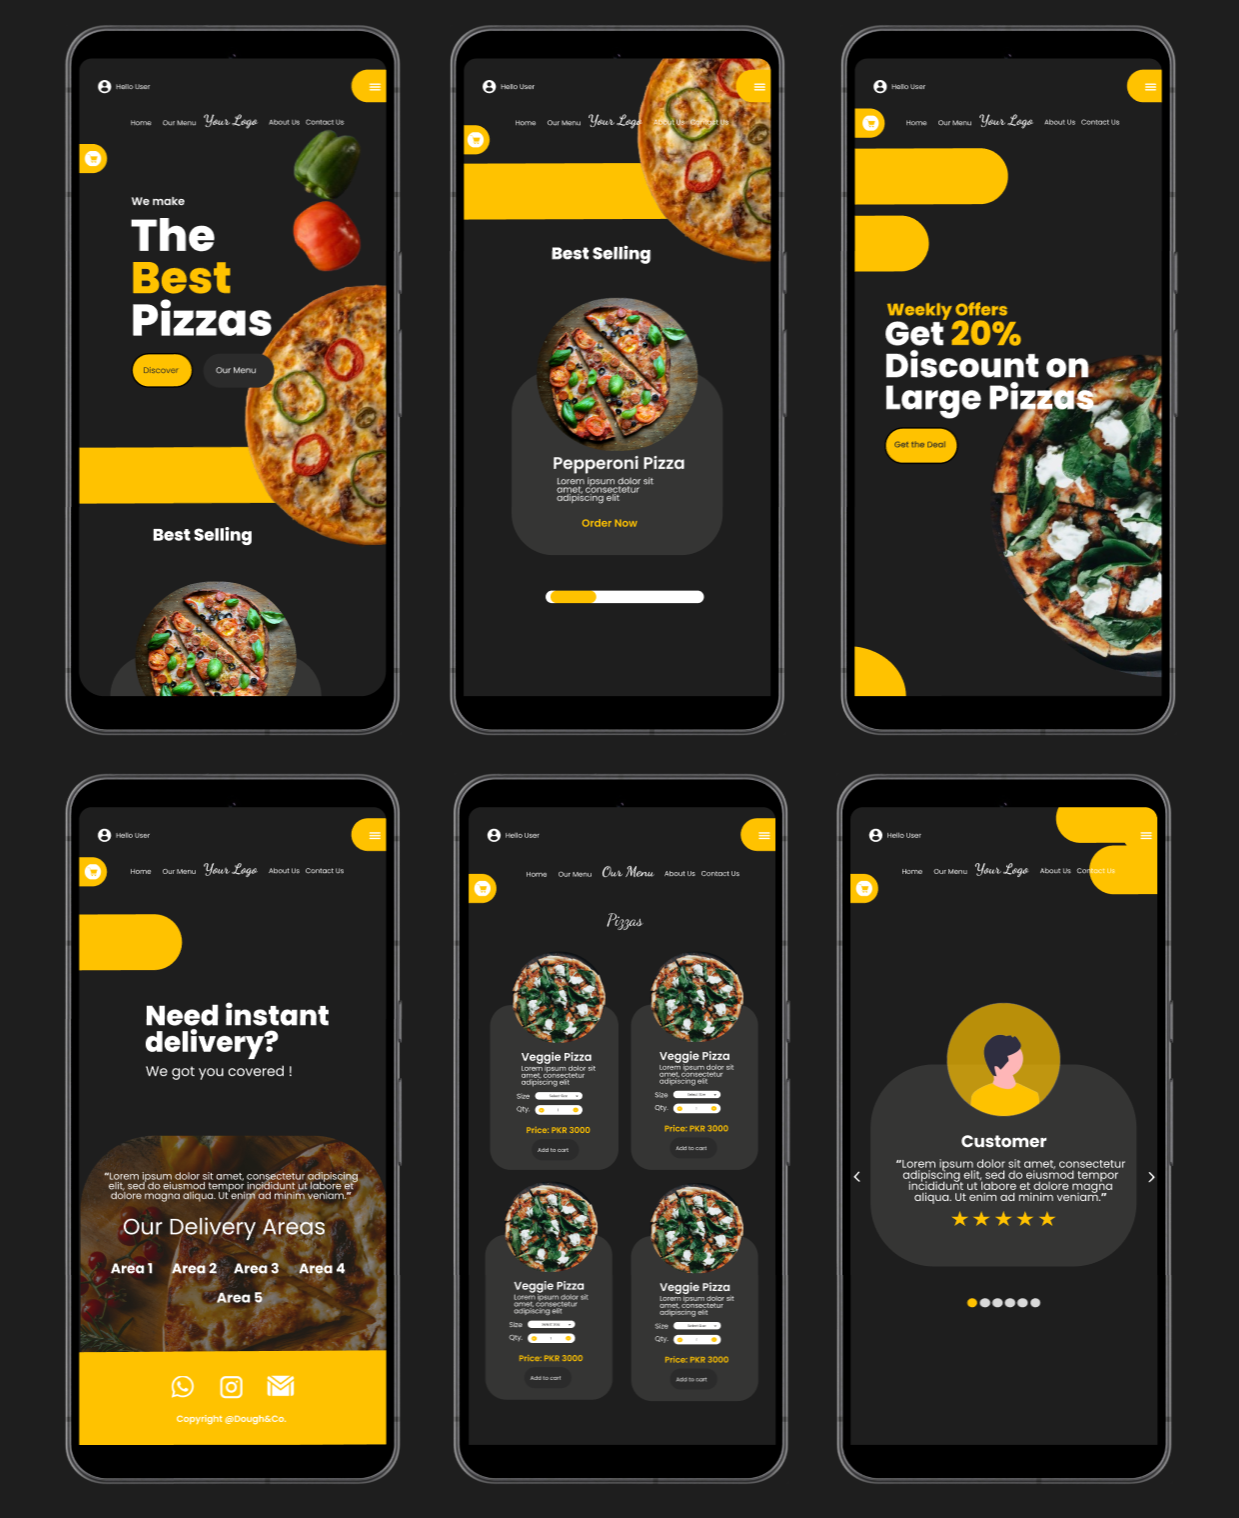 Hello User
Home Our Menu Your Logo About Us Contact Us
We make
The
Best
Pizzas
Discover Our Menu
Best Selling
Hello User
Home Our Menu Your Logo About Us Contact Us
Best Selling
Pepperoni Pizza
Lorem ipsum dolor sit
amet, consectetur
adipiscing elit
Order Now
Hello User
Home Our Menu Your Logo About Us Contact Us
Weekly Offers
Get 20%
Discount on
Large Pizzas
Get the Deal
Hello User
Home Our Menu Your Logo About Us Contact Us
Need instant
delivery?
We got you covered !
“Lorem ipsum dolor sit amet, consectetur adipiscing
elit, sed do eiusmod tempor incididunt ut labore et
dolore magna aliqua. Ut enim ad minim veniam.”
Our Delivery Areas
Area 1 Area 2 Area 3 Area 4
Area 5
Copyright @Dough&Co.
Hello User
Home Our Menu Our Menu About Us Contact Us
Pizzas
Veggie Pizza
Lorem ipsum dolor sit
amet, consectetur
adipiscing elit
Size Select Size
Qty.
Price: PKR 3000
Add to cart
Veggie Pizza
Lorem ipsum dolor sit
amet, consectetur
adipiscing elit
Size Select Size
Qty.
Price: PKR 3000
Add to cart
Veggie Pizza
Lorem ipsum dolor sit
amet, consectetur
adipiscing elit
Size Select Size
Qty.
Price: PKR 3000
Add to cart
Veggie Pizza
Lorem ipsum dolor sit
amet, consectetur
adipiscing elit
Size Select Size
Qty.
Price: PKR 3000
Add to cart
Hello User
Home Our Menu Your Logo About Us Contact Us
Customer
“Lorem ipsum dolor sit amet, consectetur
adipiscing elit, sed do eiusmod tempor
incididunt ut labore et dolore magna
aliqua. Ut enim ad minim veniam.”